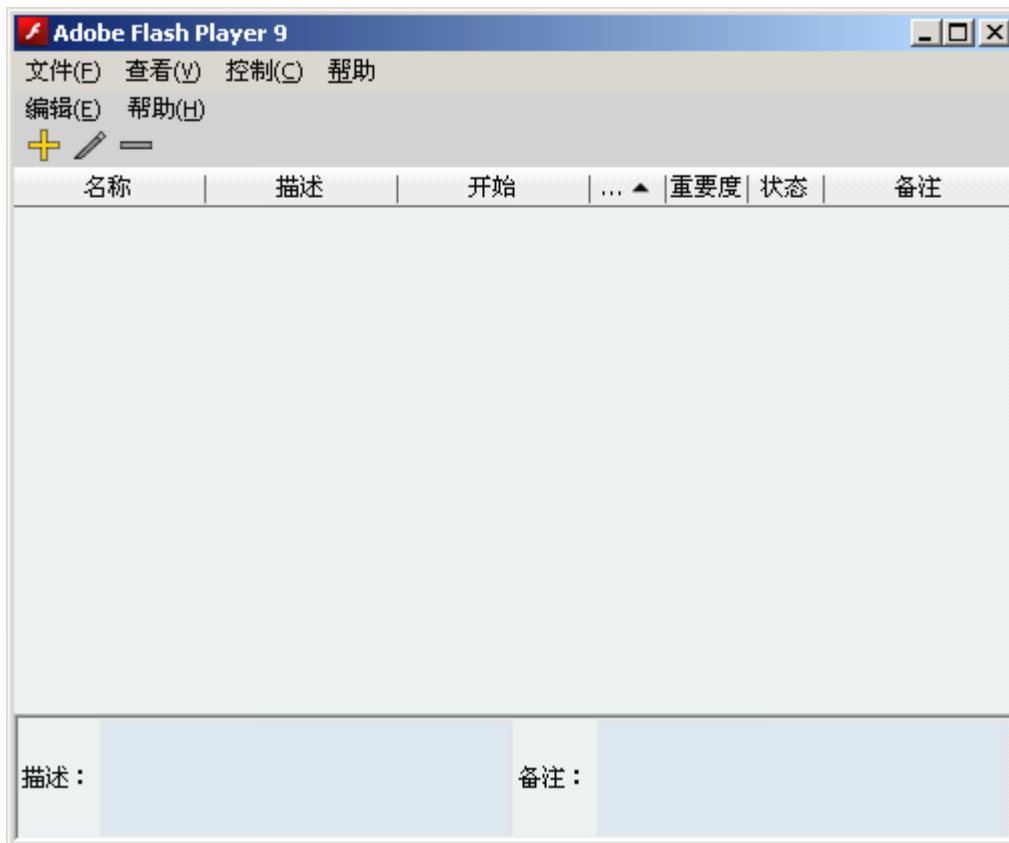 Adobe Flash Player 9
文件(F) 查看(V) 控制(C) 帮助
编辑(E) 帮助(H)
名称 描述 开始 ... 重要度 状态 备注
描述： 备注：